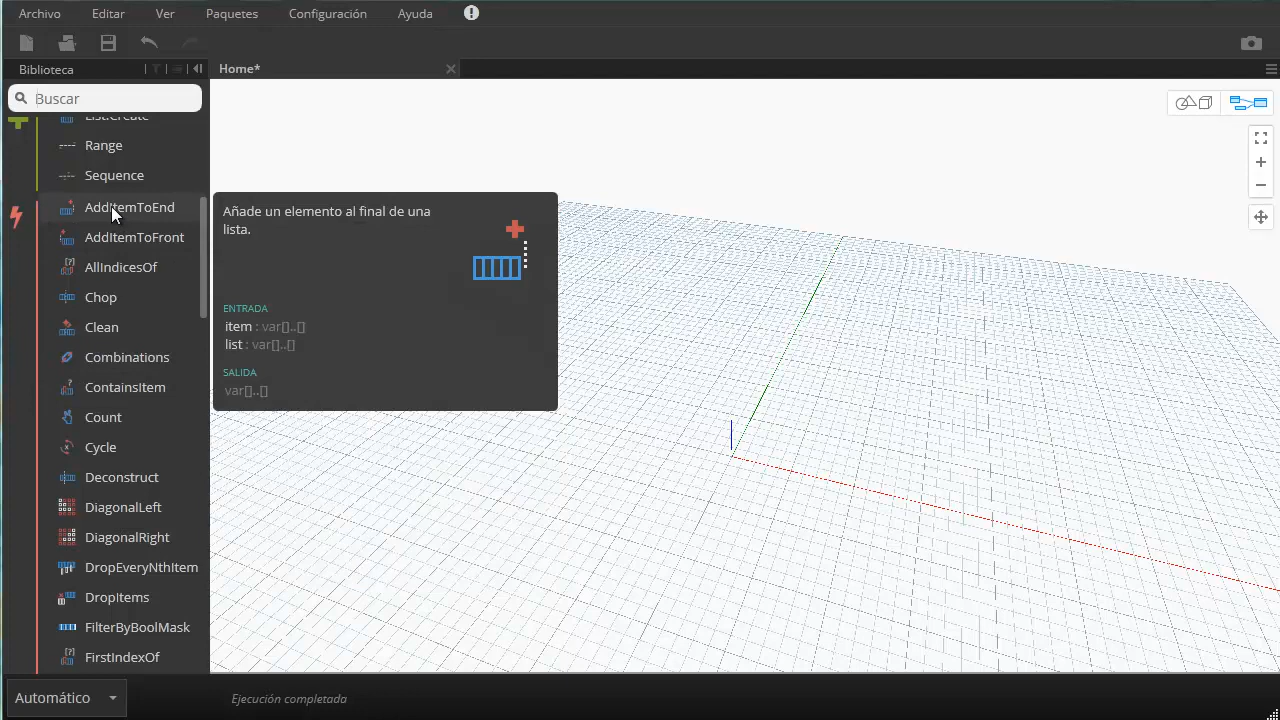 Archivo Editar Ver Paquetes Configuración Ayuda
Biblioteca
Home*
Buscar
List.Create
Range
Sequence
AddItemToEnd
AddItemToFront
AllIndicesOf
Chop
Clean
Combinations
ContainsItem
Count
Cycle
Deconstruct
DiagonalLeft
DiagonalRight
DropEveryNthItem
DropItems
FilterByBoolMask
FirstIndexOf
Añade un elemento al final de una
lista.
ENTRADA
item : var[]..[]
list : var[]..[]
SALIDA
var[]..[]
Automático
Ejecución completada